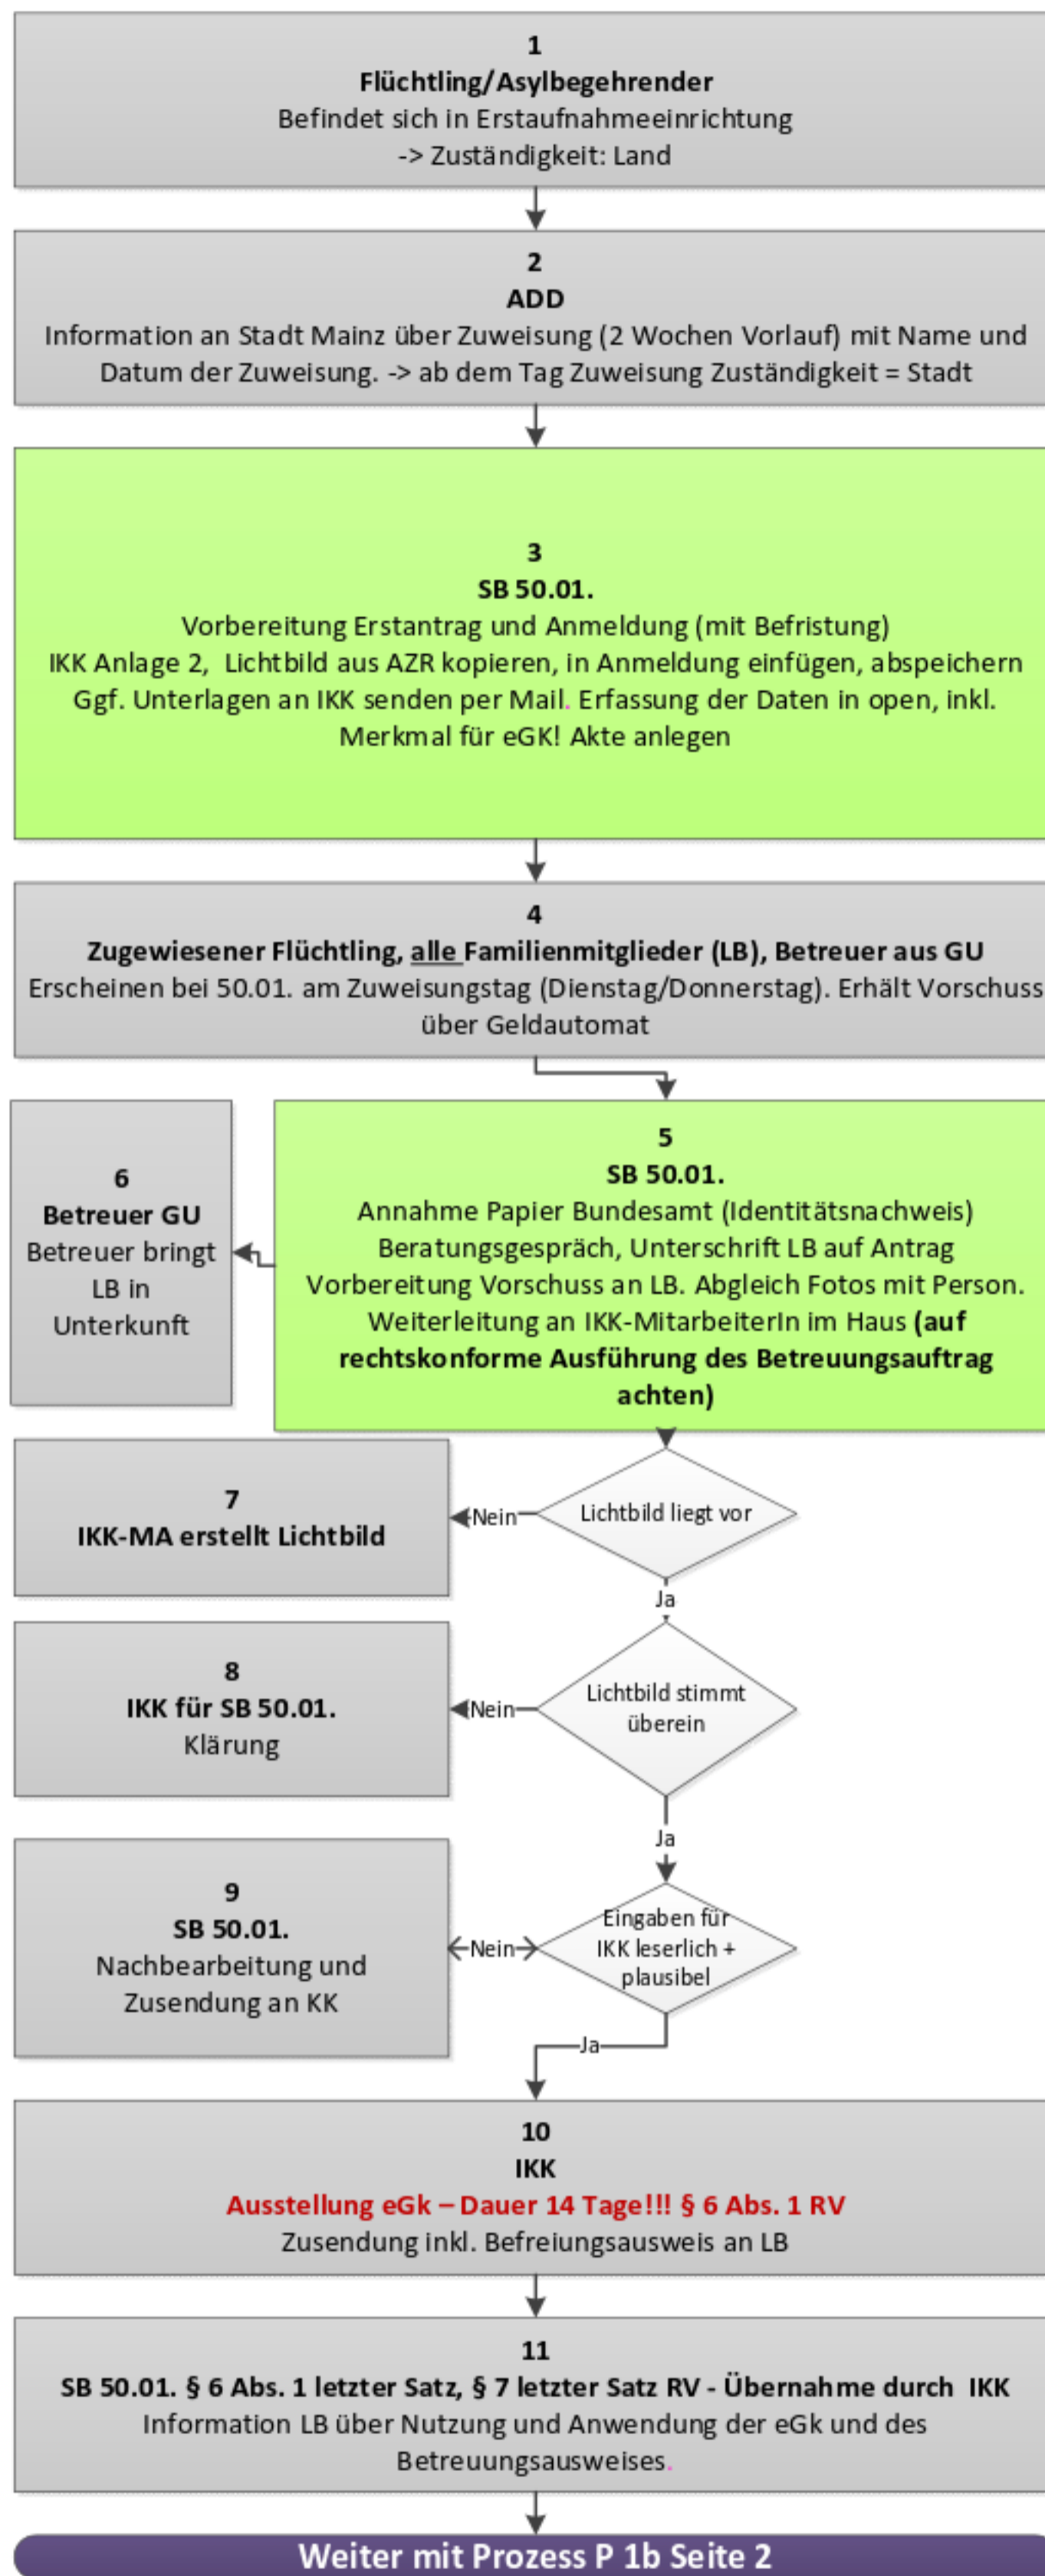 1
Flüchtling/Asylbegehrender
Befindet sich in Erstaufnahmeeinrichtung
-> Zuständigkeit: Land
2
ADD
Information an Stadt Mainz über Zuweisung (2 Wochen Vorlauf) mit Name und
Datum der Zuweisung. -> ab dem Tag Zuweisung Zuständigkeit = Stadt
3
SB 50.01.
Vorbereitung Erstantrag und Anmeldung (mit Befristung)
IKK Anlage 2, Lichtbild aus AZR kopieren, in Anmeldung einfügen, abspeichern
Ggf. Unterlagen an IKK senden per Mail. Erfassung der Daten in open, inkl.
Merkmal für eGK! Akte anlegen
4
Zugewiesener Flüchtling, alle Familienmitglieder (LB), Betreuer aus GU
Erscheinen bei 50.01. am Zuweisungstag (Dienstag/Donnerstag). Erhält Vorschuss
über Geldautomat
5
SB 50.01.
Annahme Papier Bundesamt (Identitätsnachweis)
Beratungsgespräch, Unterschrift LB auf Antrag
Vorbereitung Vorschuss an LB. Abgleich Fotos mit Person.
Weiterleitung an IKK-MitarbeiterIn im Haus (auf
rechtskonforme Ausführung des Betreuungsauftrag
achten)
6
Betreuer GU
Betreuer bringt
LB in
Unterkunft
Lichtbild liegt vor
Nein
7
IKK-MA erstellt Lichtbild
Ja
Lichtbild stimmt
überein
Nein
8
IKK für SB 50.01.
Klärung
Ja
Eingaben für
IKK leserlich +
plausibel
Nein
9
SB 50.01.
Nachbearbeitung und
Zusendung an KK
Ja
10
IKK
Ausstellung eGk – Dauer 14 Tage!!! § 6 Abs. 1 RV
Zusendung inkl. Befreiungsausweis an LB
11
SB 50.01. § 6 Abs. 1 letzter Satz, § 7 letzter Satz RV - Übernahme durch IKK
Information LB über Nutzung und Anwendung der eGk und des
Betreuungsausweises.
Weiter mit Prozess P 1b Seite 2